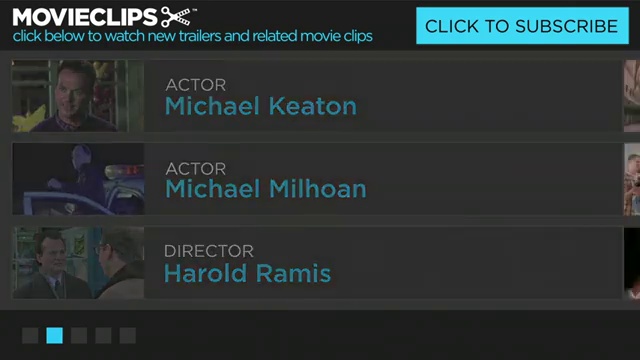 MOVIECLIPS™
click below to watch new trailers and related movie clips
CLICK TO SUBSCRIBE
ACTOR
Michael Keaton
ACTOR
Michael Milhoan
DIRECTOR
Harold Ramis